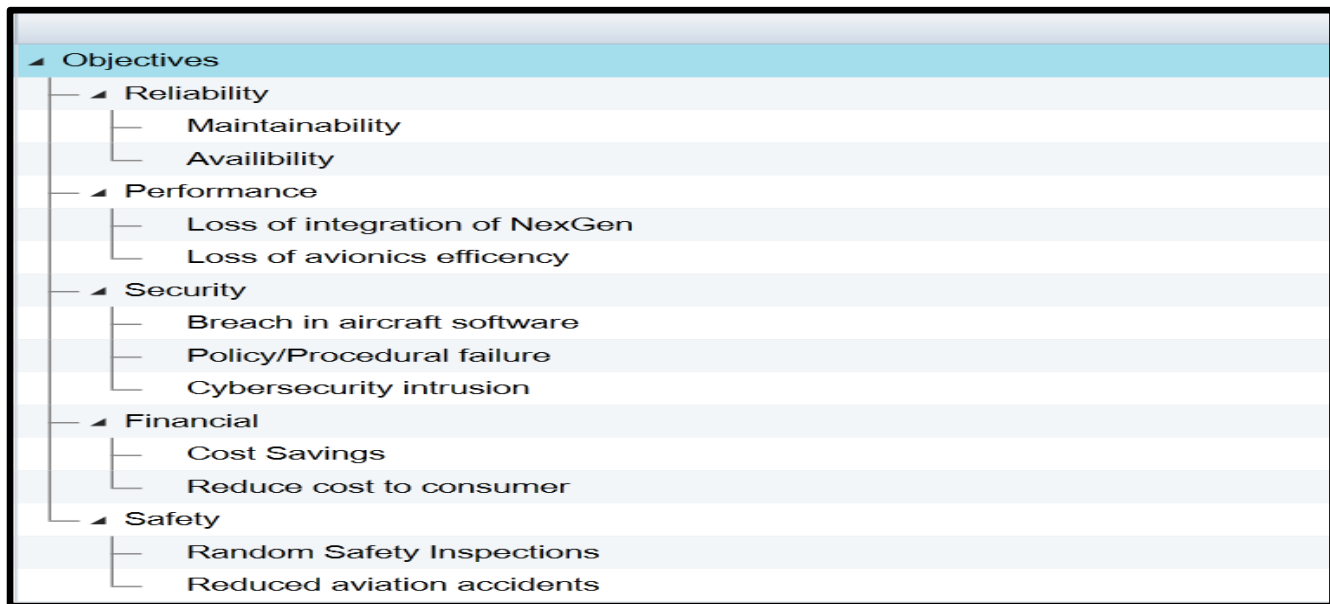 Objectives
Reliability
Maintainability
Availibility
Performance
Loss of integration of NexGen
Loss of avionics efficency
Security
Breach in aircraft software
Policy/Procedural failure
Cybersecurity intrusion
Financial
Cost Savings
Reduce cost to consumer
Safety
Random Safety Inspections
Reduced aviation accidents